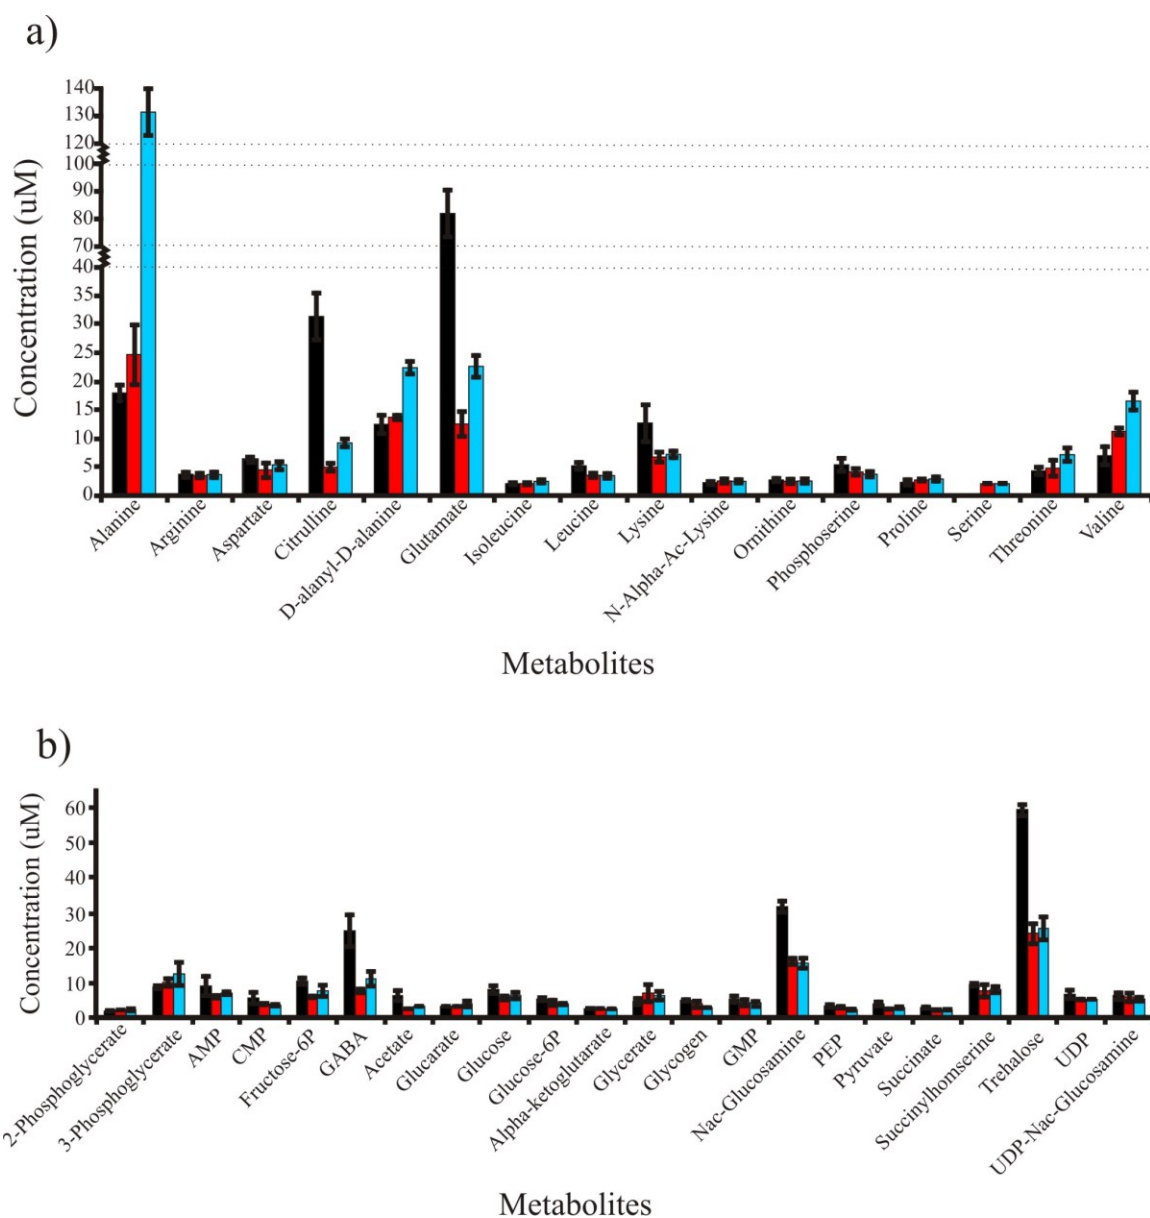 a)
Concentration (uM)
140
130
120
100
90
80
70
40
35
30
25
20
15
10
5
0
Alanine
Arginine
Aspartate
Citrulline
D-alanyl-D-alanine
Glutamate
Isoleucine
Leucine
Lysine
N-Alpha-Ac-Lysine
Ornithine
Phosphoserine
Proline
Serine
Threonine
Valine
Metabolites
b)
Concentration (uM)
60
50
40
30
20
10
0
2-Phosphoglycerate
3-Phosphoglycerate
AMP
CMP
Fructose-6P
GABA
Acetate
Glucarate
Glucose
Glucose-6P
Alpha-ketoglutarate
Glycerate
Glycogen
GMP
Nac-Glucosamine
PEP
Pyruvate
Succinate
Succinylhomserine
Trehalose
UDP
UDP-Nac-Glucosamine
Metabolites